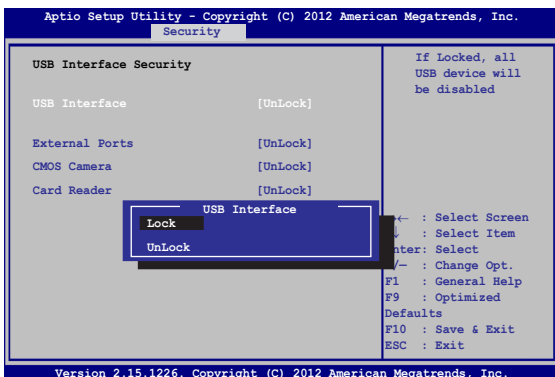 Aptio Setup Utility - Copyright (C) 2012 American Megatrends, Inc.
Security
USB Interface Security
USB Interface [UnLock]
External Ports [UnLock]
CMOS Camera [UnLock]
Card Reader [UnLock]
USB Interface
Lock
UnLock
If Locked, all
USB device will
be disabled
← : Select Screen
↓ : Select Item
nter: Select
/— : Change Opt.
F1 : General Help
F9 : Optimized
Defaults
F10 : Save & Exit
ESC : Exit
Version 2.15.1226. Copyright (C) 2012 American Megatrends, Inc.